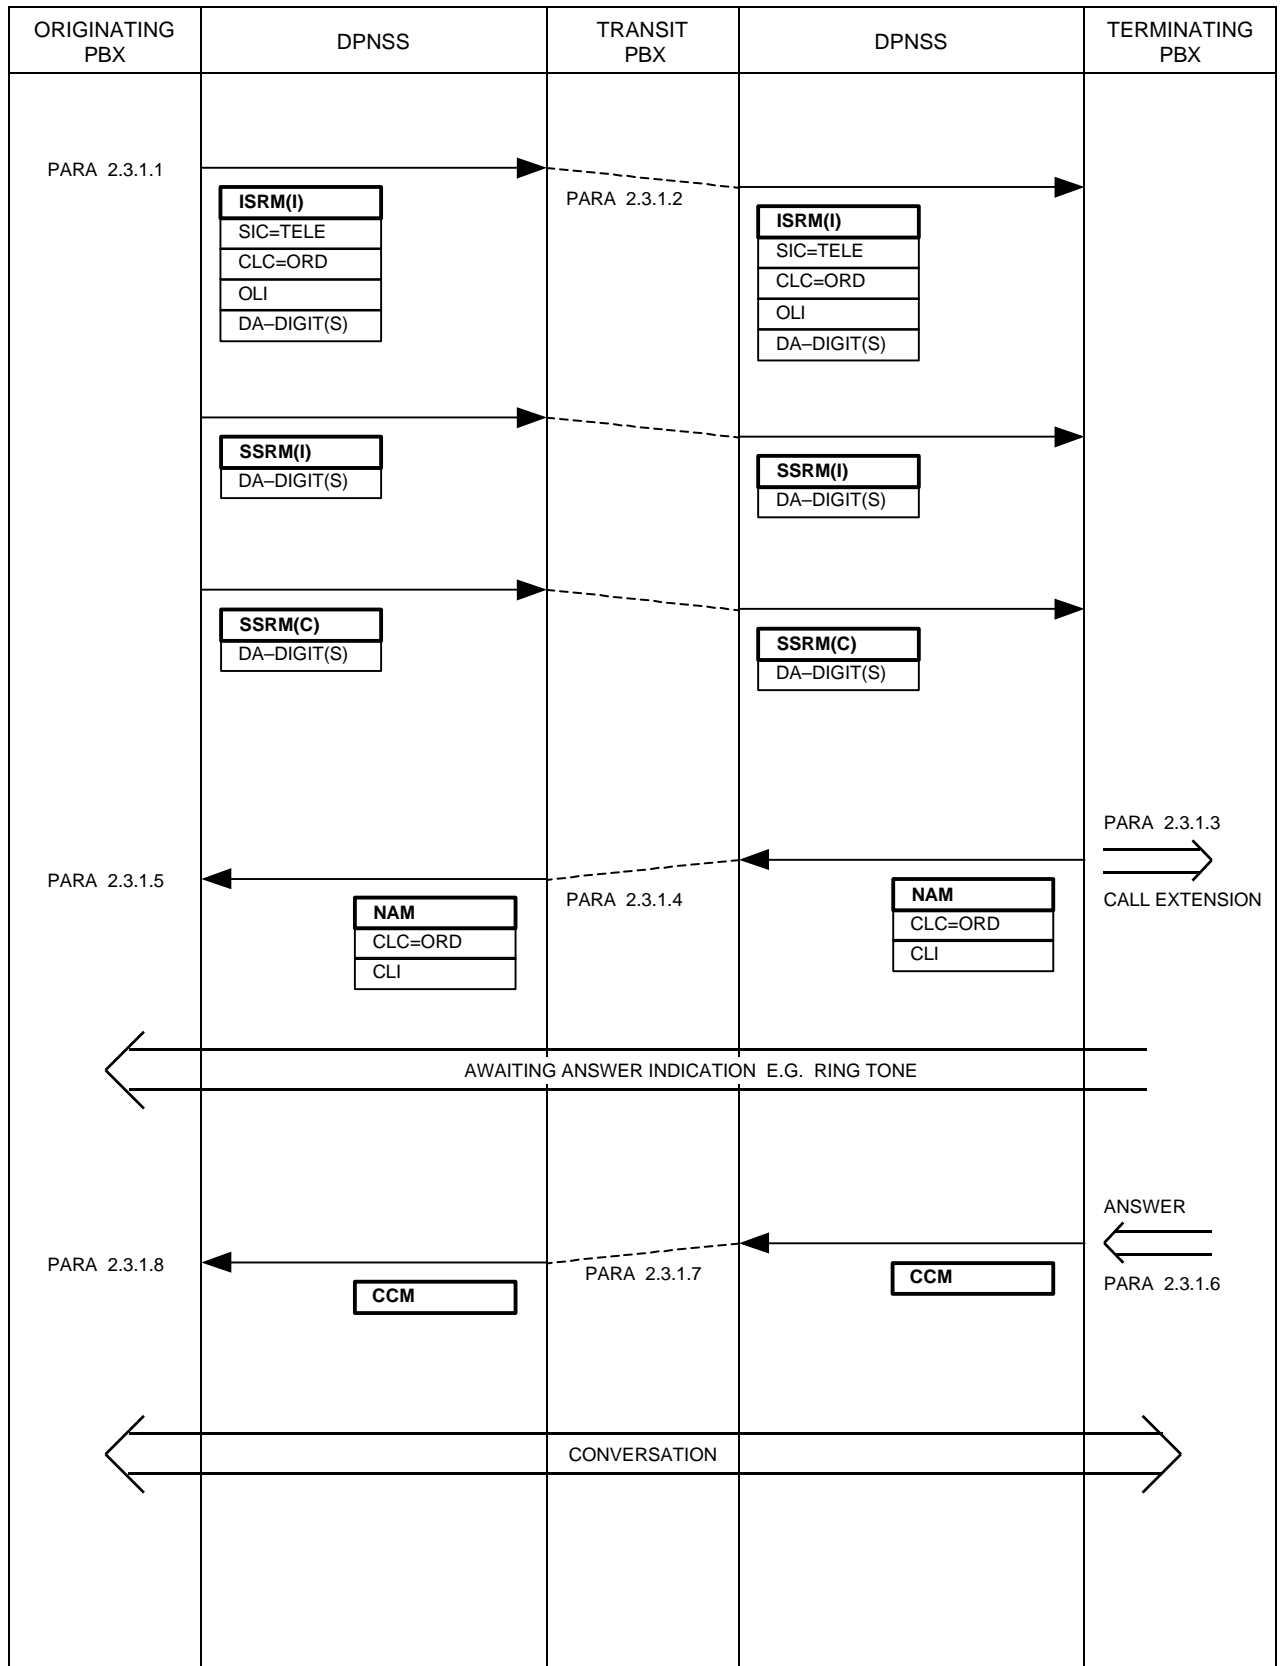 ORIGINATING
PBX
DPNSS
TRANSIT
PBX
DPNSS
TERMINATING
PBX
PARA 2.3.1.1
ISRM(I)
SIC=TELE
CLC=ORD
OLI
DA–DIGIT(S)
PARA 2.3.1.2
ISRM(I)
SIC=TELE
CLC=ORD
OLI
DA–DIGIT(S)
SSRM(I)
DA–DIGIT(S)
SSRM(I)
DA–DIGIT(S)
SSRM(C)
DA–DIGIT(S)
SSRM(C)
DA–DIGIT(S)
PARA 2.3.1.3
CALL EXTENSION
NAM
CLC=ORD
CLI
PARA 2.3.1.4
NAM
CLC=ORD
CLI
PARA 2.3.1.5
AWAITING ANSWER INDICATION E.G. RING TONE
ANSWER
PARA 2.3.1.6
CCM
PARA 2.3.1.7
CCM
PARA 2.3.1.8
CONVERSATION